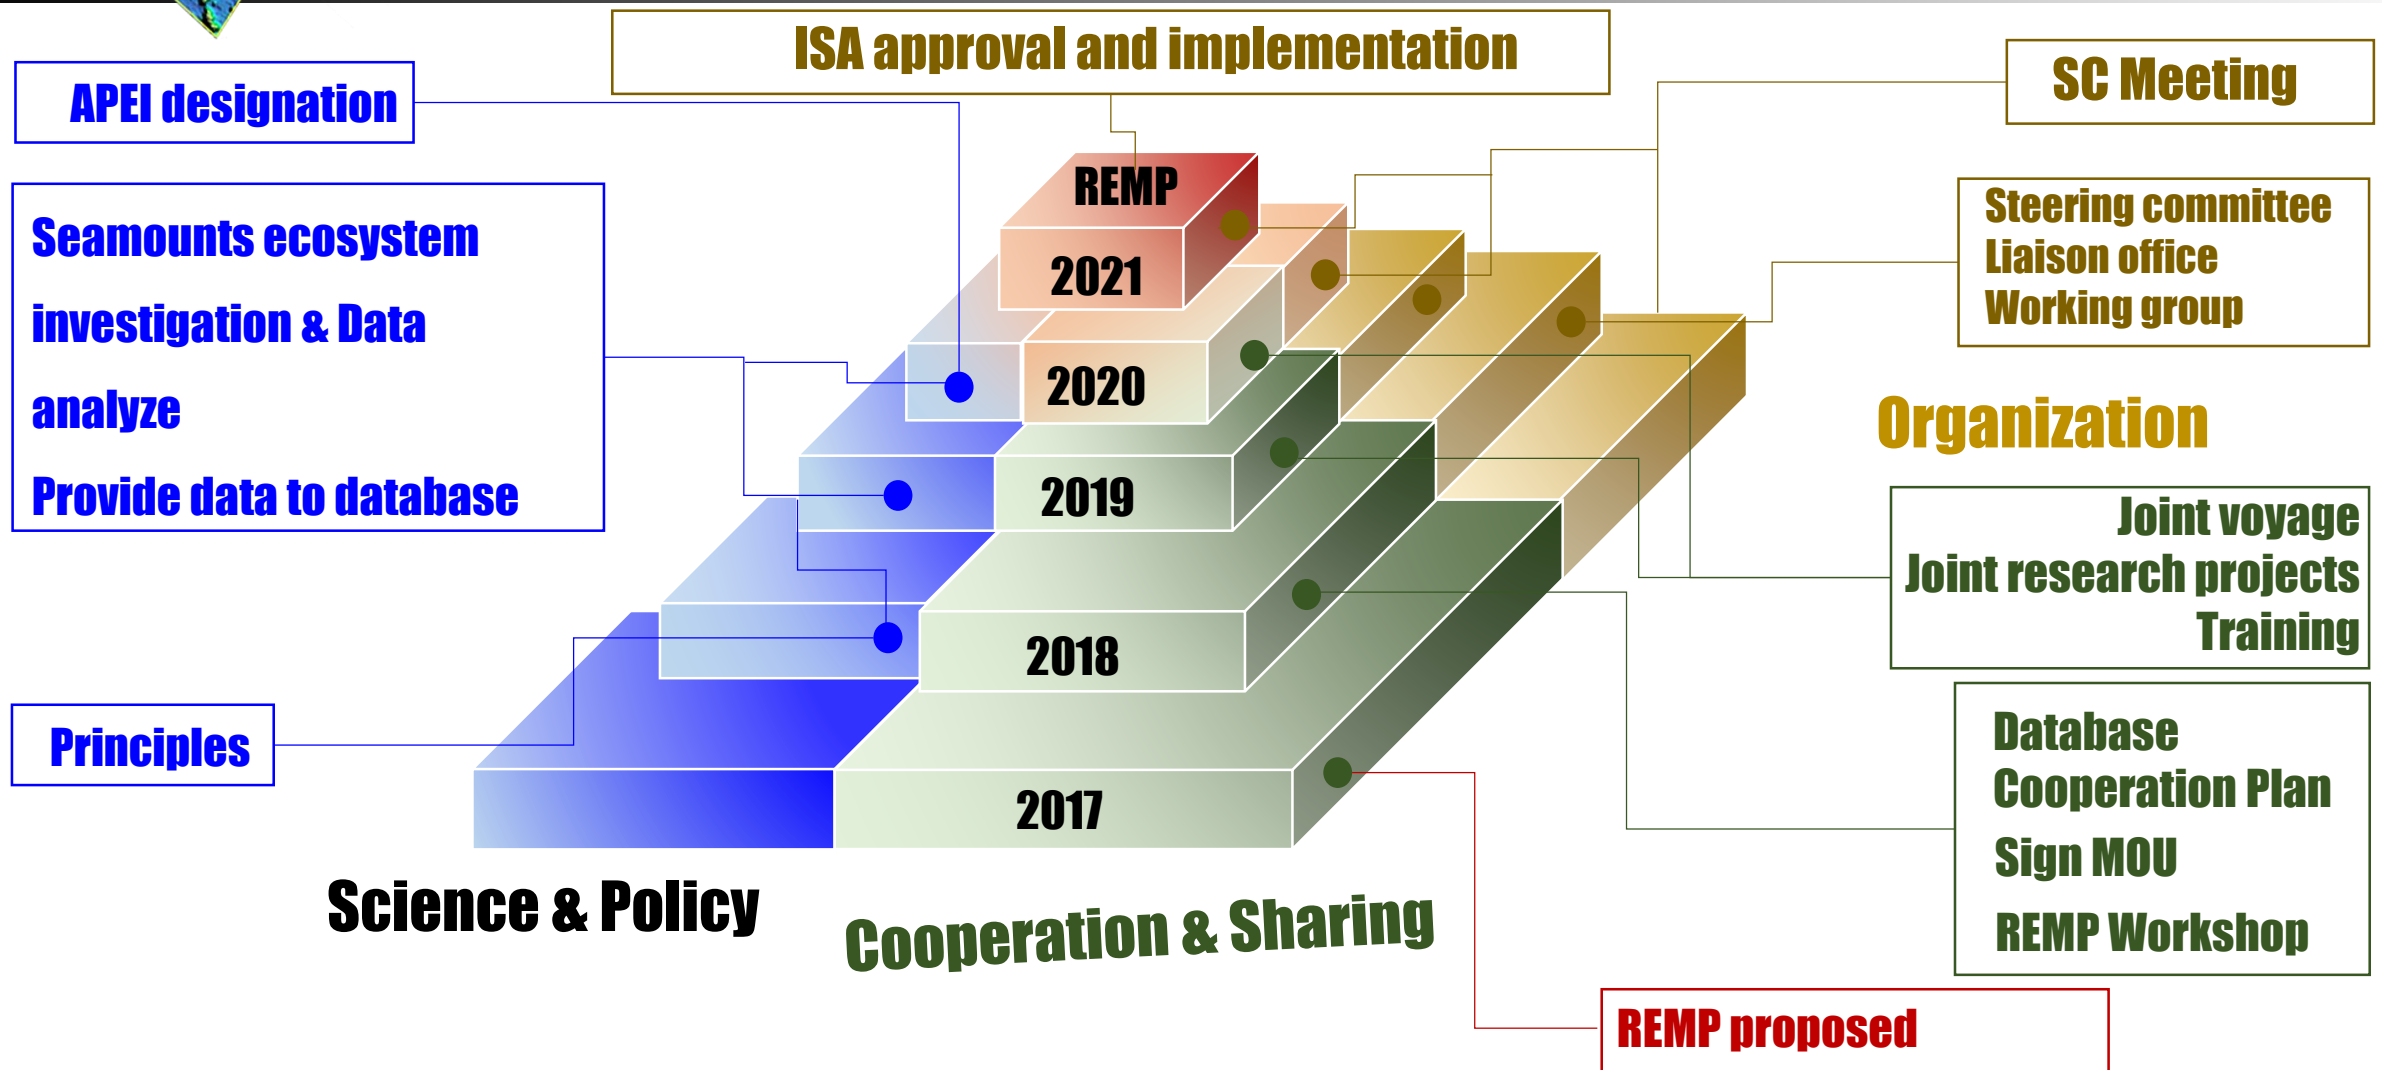 ISA approval and implementation
APEI designation
SC Meeting
Seamounts ecosystem
investigation & Data
analyze
Provide data to database
REMP
2021
2020
2019
2018
2017
Steering committee
Liaison office
Working group
Organization
Joint voyage
Joint research projects
Training
Principles
Database
Cooperation Plan
Sign MOU
REMP Workshop
Science & Policy
Cooperation & Sharing
REMP proposed